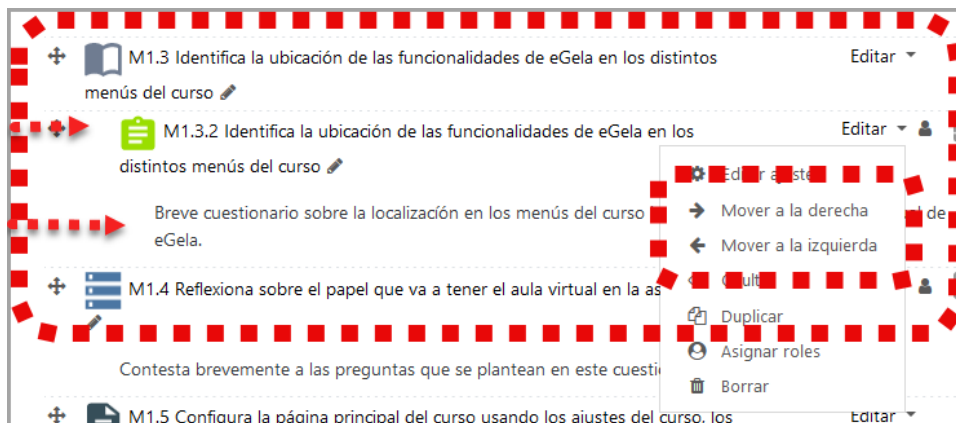 M1.3 Identifica la ubicación de las funcionalidades de eGela en los distintos
Editar
menús del curso
M1.3.2 Identifica la ubicación de las funcionalidades de eGela en los
Editar
distintos menús del curso
Editar ajustes
Breve cuestionario sobre la localización en los menús del curso
de
Mover a la derecha
eGela.
Mover a la izquierda
M1.4 Reflexiona sobre el papel que va a tener el aula virtual en la as
Duplicar
Asignar roles
Contesta brevemente a las preguntas que se plantean en este cuesti
Borrar
M1.5 Configura la página principal del curso usando los ajustes del curso, los
Editar